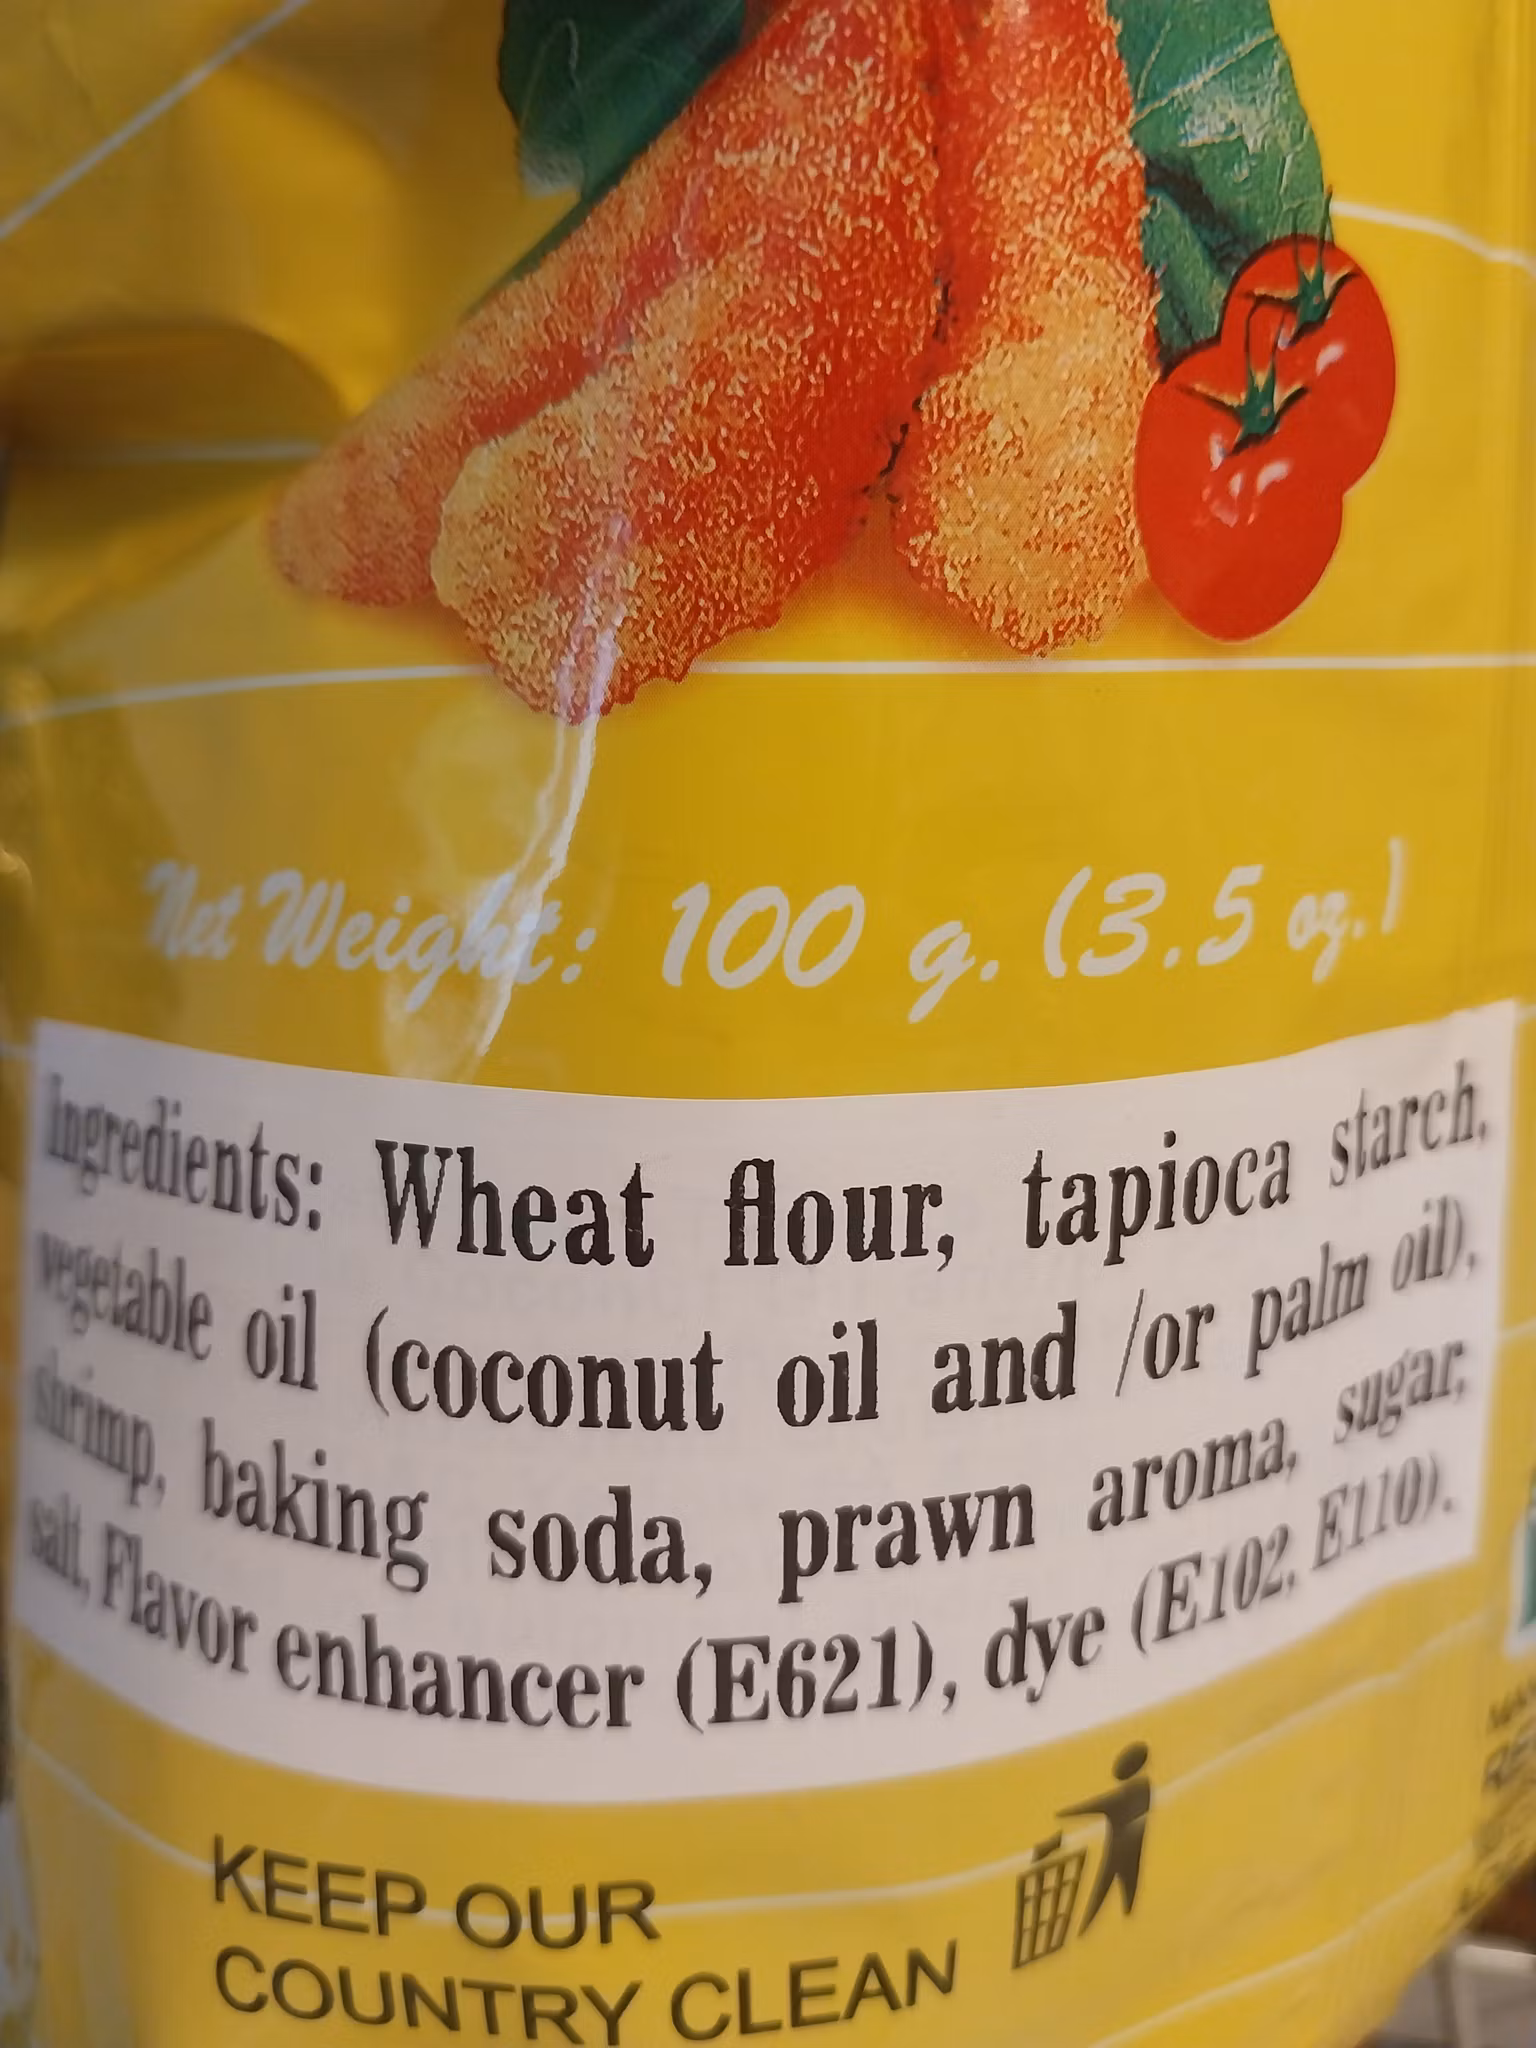 Net Weight: 100 g. (3.5 oz.)
Ingredients: Wheat flour, tapioca starch,
vegetable oil (coconut oil and /or palm oil),
shrimp, baking soda, prawn aroma, sugar,
salt, Flavor enhancer (E621), dye (E102, E110).
KEEP OUR
COUNTRY CLEAN